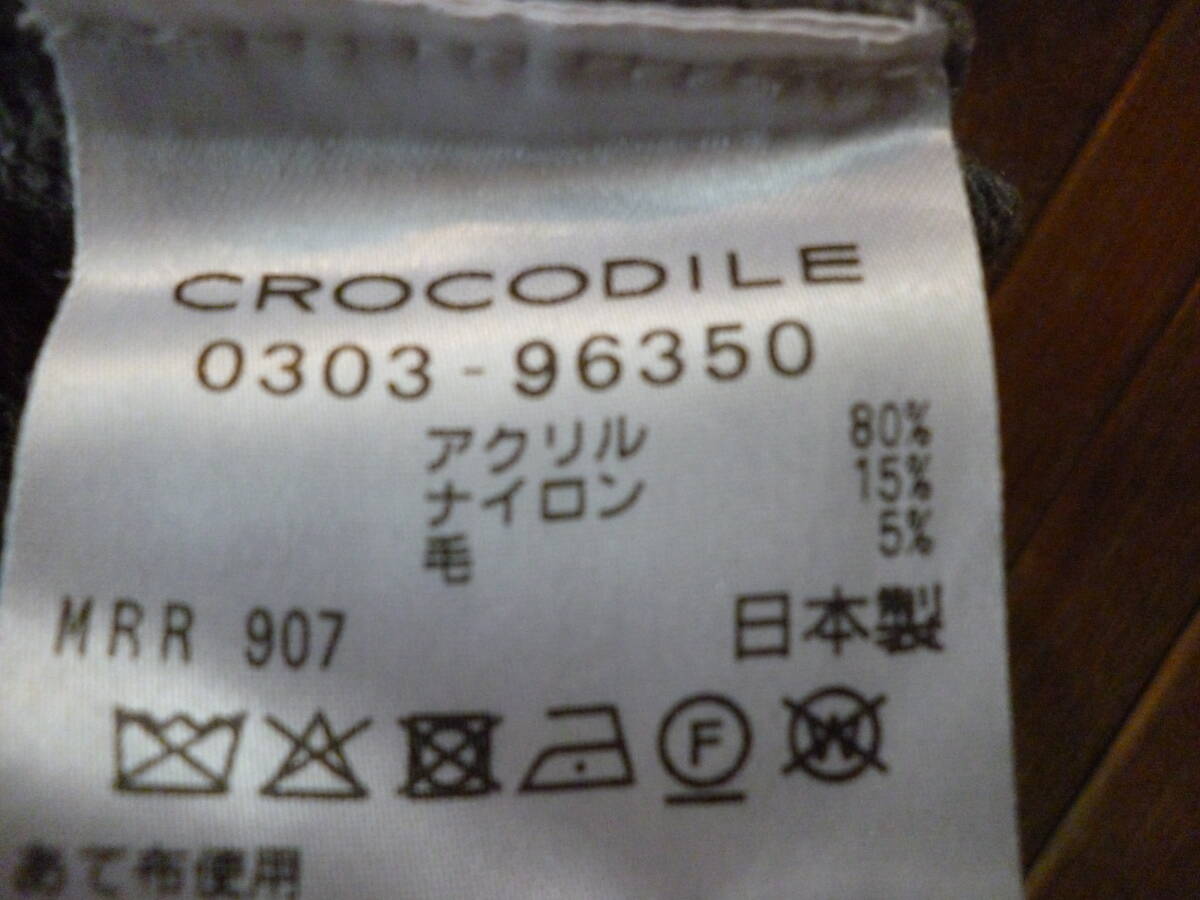 CROCODILE
0303-96350
アクリル 80%
ナイロン 15%
毛 5%
MRR 907 日本製
F W
あて布使用